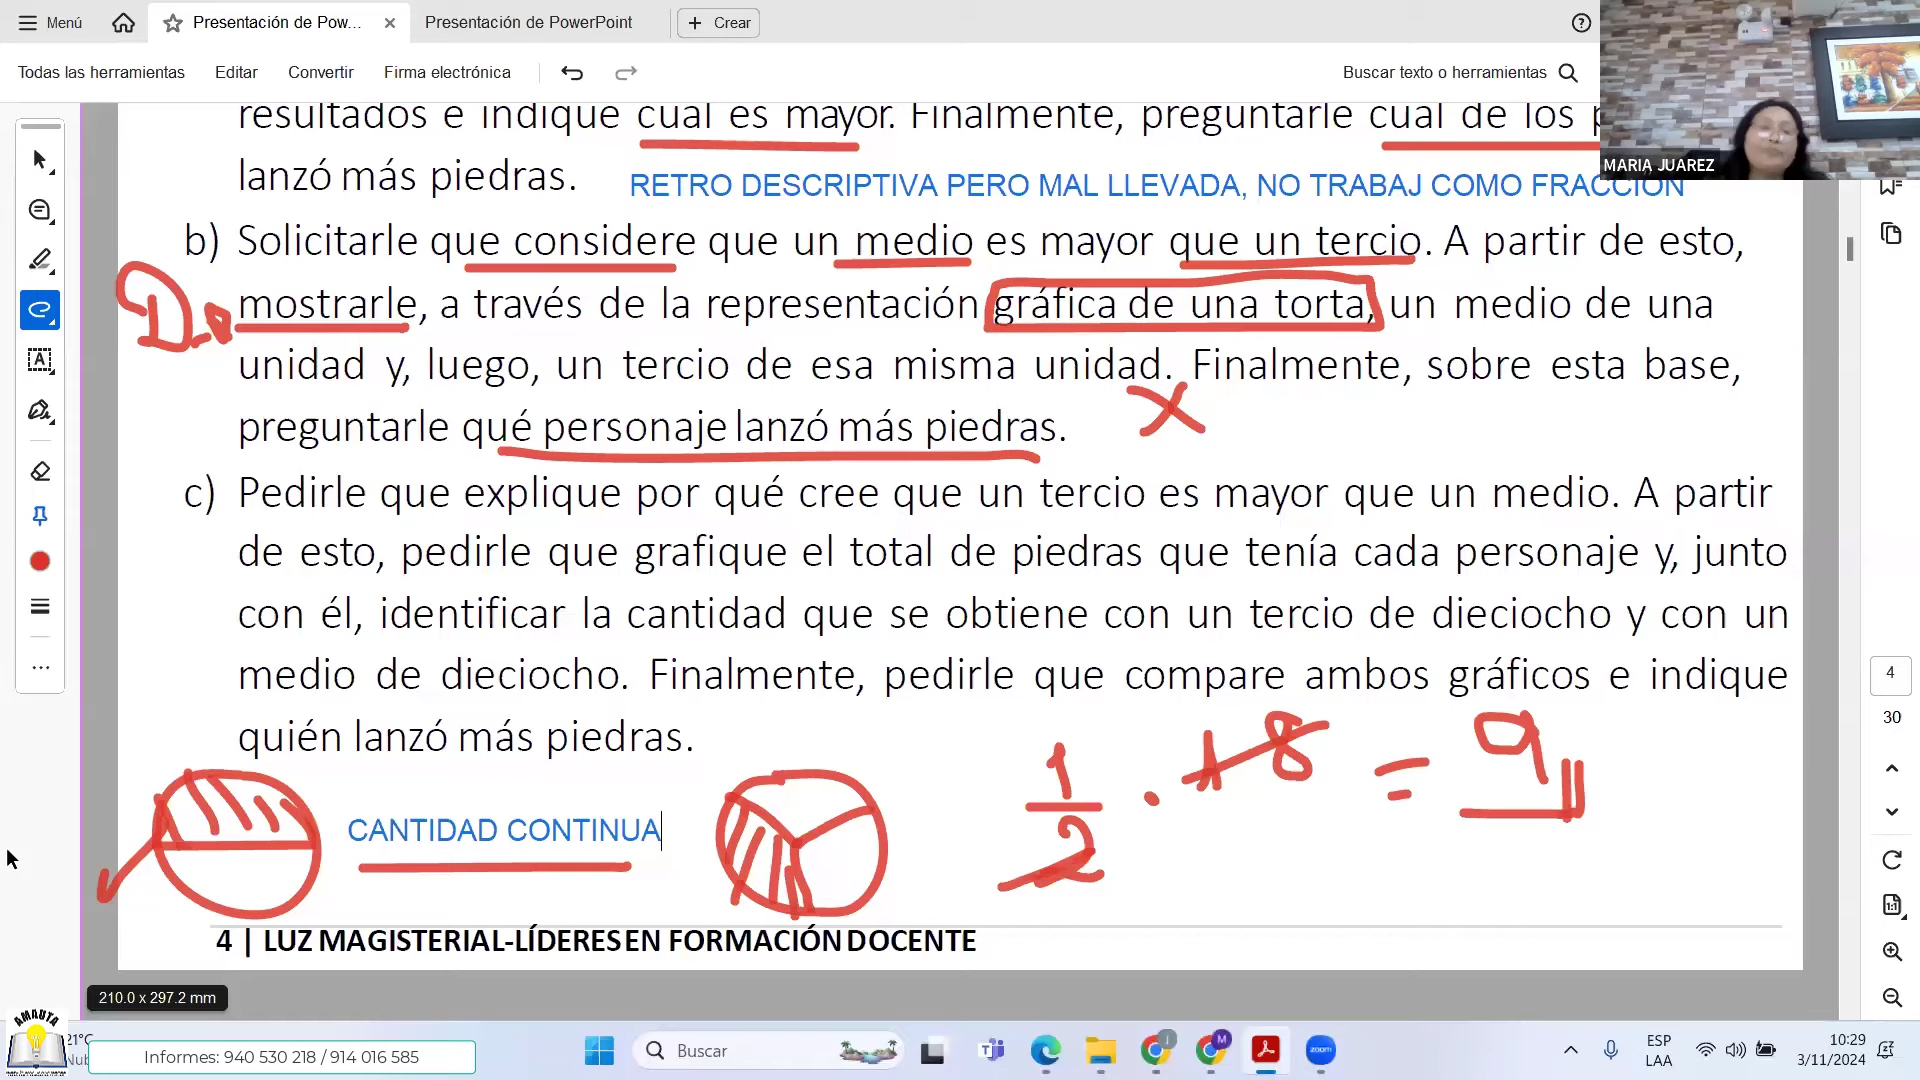 Menú
Presentación de Pow...
Presentación de PowerPoint
Crear
Todas las herramientas
Editar
Convertir
Firma electrónica
Buscar texto o herramientas
MARIA JUAREZ
resultados e indique cuál es mayor. Finalmente, preguntarle cuál de los p
lanzó más piedras.
RETRO DESCRIPTIVA PERO MAL LLEVADA, NO TRABAJ COMO FRACCION
b) Solicitarle que considere que un medio es mayor que un tercio. A partir de esto,
D
mostrarle, a través de la representación gráfica de una torta, un medio de una
unidad y, luego, un tercio de esa misma unidad. Finalmente, sobre esta base,
preguntarle qué personaje lanzó más piedras.
X
c) Pedirle que explique por qué cree que un tercio es mayor que un medio. A partir
de esto, pedirle que grafique el total de piedras que tenía cada personaje y, junto
con él, identificar la cantidad que se obtiene con un tercio de dieciocho y con un
medio de dieciocho. Finalmente, pedirle que compare ambos gráficos e indique
quién lanzó más piedras.
1/2 . 18 = 9
CANTIDAD CONTINUA
4 | LUZ MAGISTERIAL-LÍDERES EN FORMACIÓN DOCENTE
210.0 x 297.2 mm
4
30
1:1
AMAUTA
21°C
Nub
Informes: 940 530 218 / 914 016 585
Buscar
zoom
ESP
LAA
10:29
3/11/2024